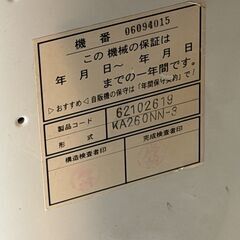 機番 06094015
この機械の保証は
年 月 日〜 年 月 日
までの一年間です。
▷おすすめ◁自販機の保守は「年間保守契約」で!
製品コード 62102619
形式 KA260NN-3
構造検査者印 完成検査者印